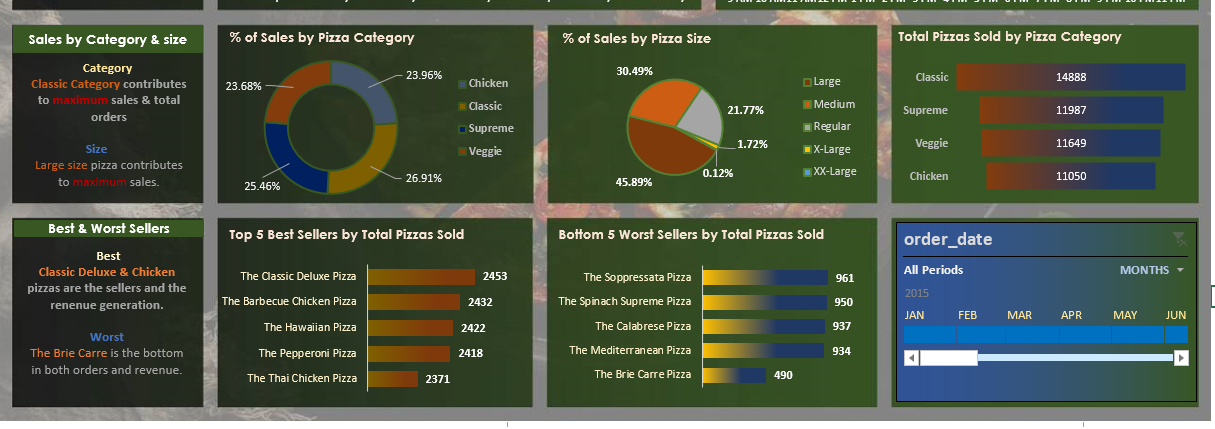 Sales by Category & size
Category
Classic Category contributes
to maximum sales & total
orders
Size
Large size pizza contributes
to maximum sales.
% of Sales by Pizza Category
23.68%
23.96%
25.46%
26.91%
Chicken
Classic
Supreme
Veggie
% of Sales by Pizza Size
30.49%
21.77%
1.72%
0.12%
45.89%
Large
Medium
Regular
X-Large
XX-Large
Total Pizzas Sold by Pizza Category
Classic 14888
Supreme 11987
Veggie 11649
Chicken 11050
Best & Worst Sellers
Best
Classic Deluxe & Chicken
pizzas are the sellers and the
revenue generation.
Worst
The Brie Carre is the bottom
in both orders and revenue.
Top 5 Best Sellers by Total Pizzas Sold
The Classic Deluxe Pizza 2453
The Barbecue Chicken Pizza 2432
The Hawaiian Pizza 2422
The Pepperoni Pizza 2418
The Thai Chicken Pizza 2371
Bottom 5 Worst Sellers by Total Pizzas Sold
The Soppressata Pizza 961
The Spinach Supreme Pizza 950
The Calabrese Pizza 937
The Mediterranean Pizza 934
The Brie Carre Pizza 490
order_date
All Periods MONTHS
2015
JAN FEB MAR APR MAY JUN